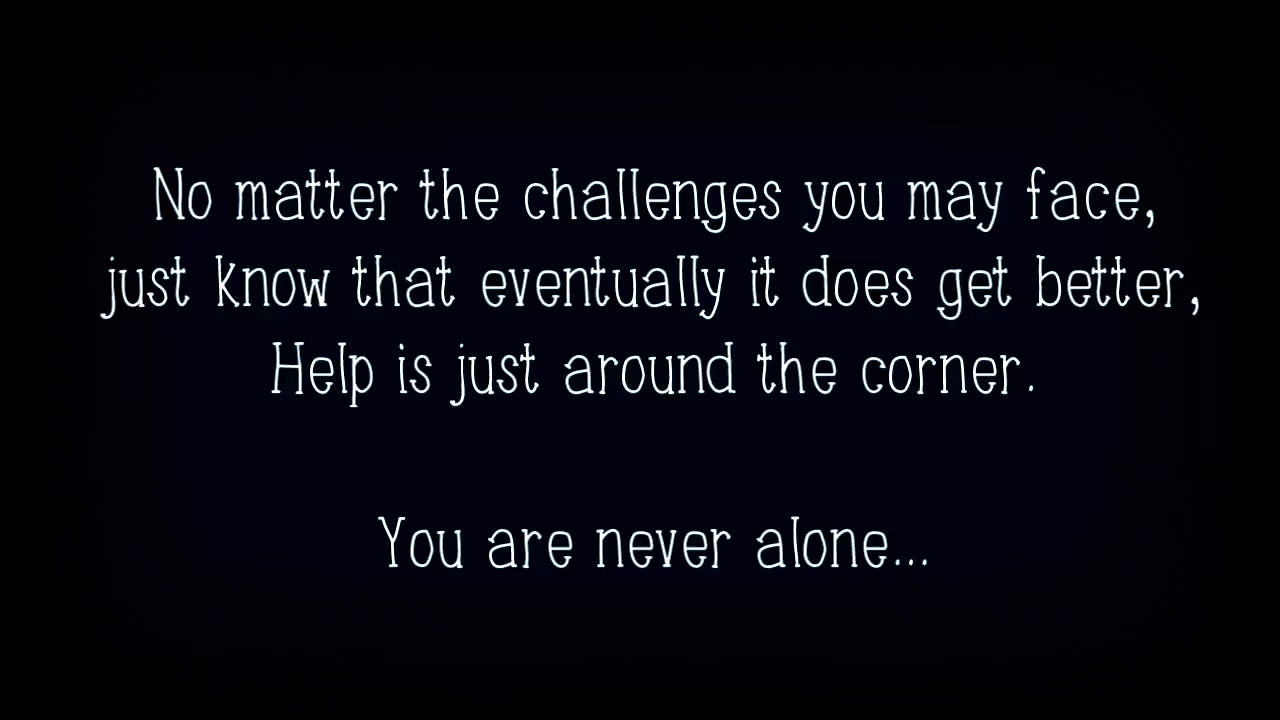 No matter the challenges you may face,
just know that eventually it does get better,
Help is just around the corner.
You are never alone...